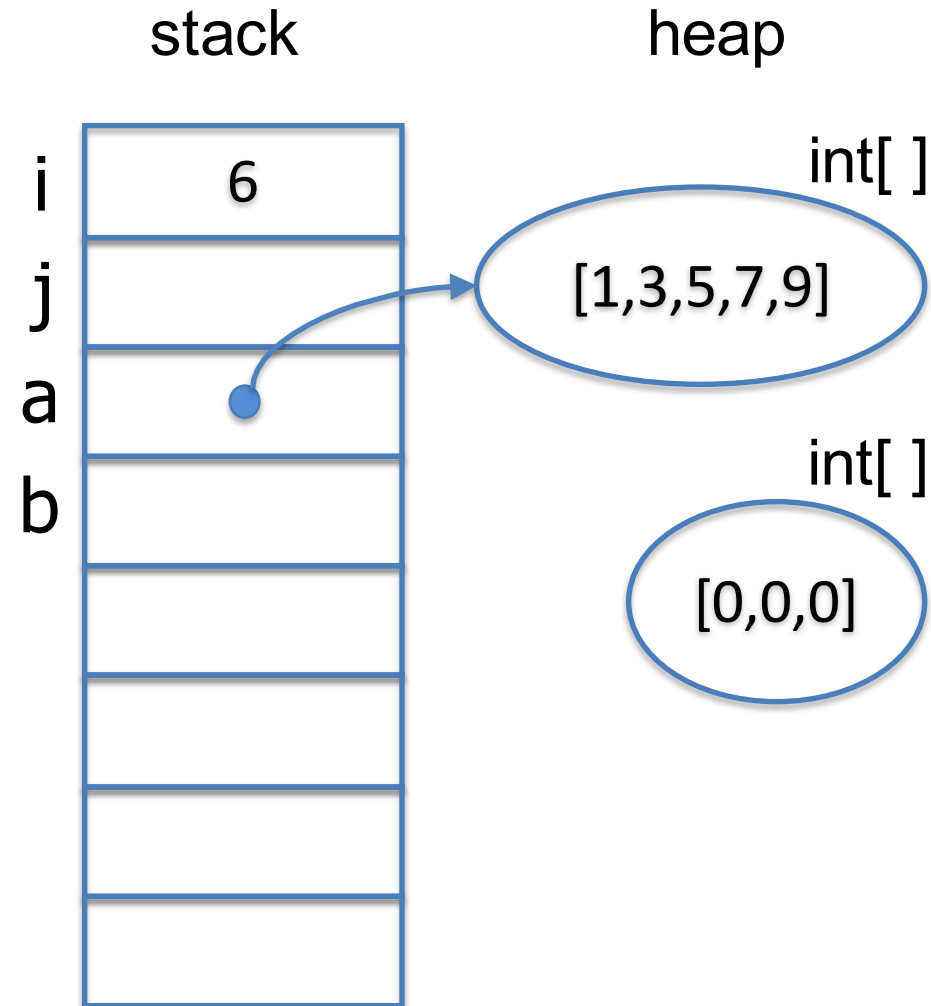 stack heap
int[ ]
i 6
j [1,3,5,7,9]
a
int[ ]
b
[0,0,0]